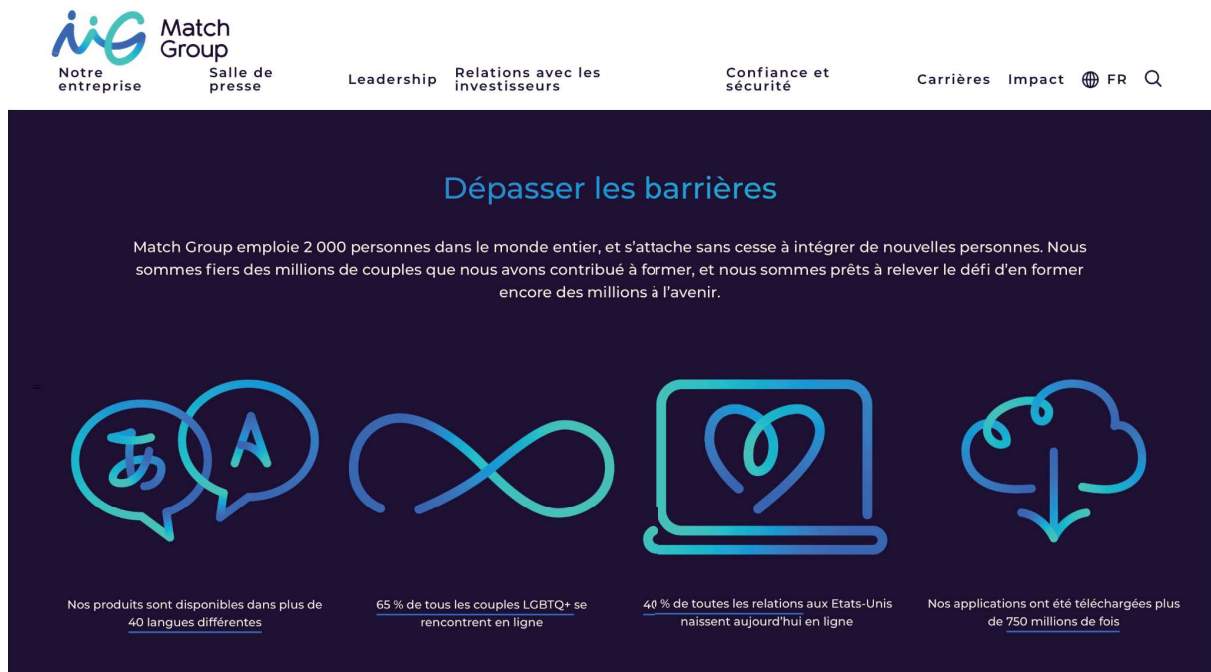 Match
Group
Notre
entreprise
Salle de
presse
Leadership
Relations avec les
investisseurs
Confiance et
sécurité
Carrières
Impact
FR
Dépasser les barrières
Match Group emploie 2 000 personnes dans le monde entier, et s'attache sans cesse à intégrer de nouvelles personnes. Nous
sommes fiers des millions de couples que nous avons contribué à former, et nous sommes prêts à relever le défi d'en former
encore des millions à l'avenir.
あ
A
Nos produits sont disponibles dans plus de
40 langues différentes
65 % de tous les couples LGBTQ+ se
rencontrent en ligne
40 % de toutes les relations aux Etats-Unis
naissent aujourd'hui en ligne
Nos applications ont été téléchargées plus
de 750 millions de fois